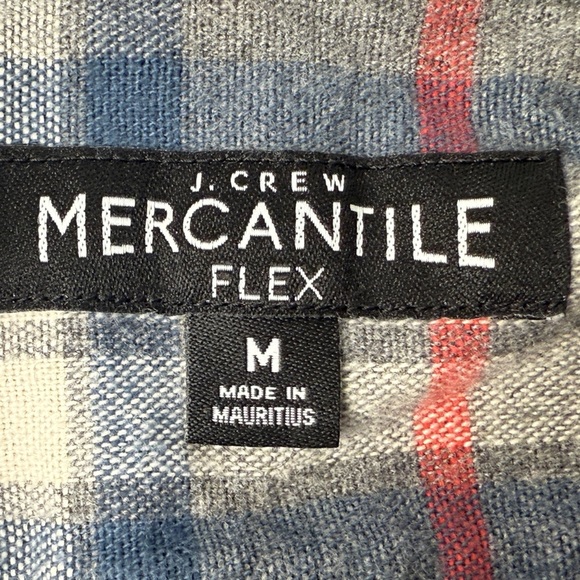 J. CREW
MERCANTILE
FLEX
M
MADE IN
MAURITIUS